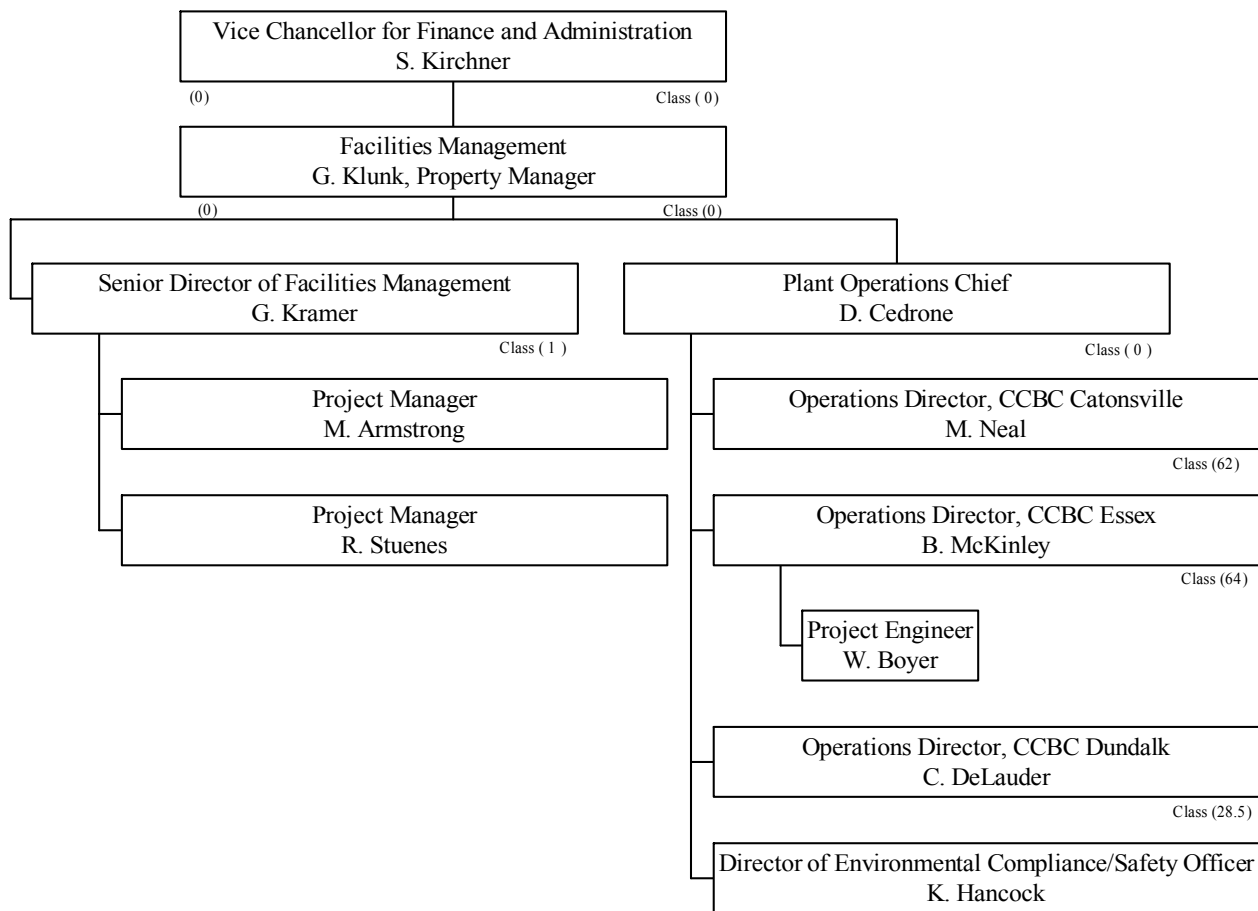 Vice Chancellor for Finance and Administration
S. Kirchner
(0) Class ( 0)
Facilities Management
G. Klunk, Property Manager
(0) Class (0)
Senior Director of Facilities Management
G. Kramer
Class ( 1 )
Project Manager
M. Armstrong
Project Manager
R. Stuenes
Plant Operations Chief
D. Cedrone
Class ( 0 )
Operations Director, CCBC Catonsville
M. Neal
Class (62)
Operations Director, CCBC Essex
B. McKinley
Class (64)
Project Engineer
W. Boyer
Operations Director, CCBC Dundalk
C. DeLauder
Class (28.5)
Director of Environmental Compliance/Safety Officer
K. Hancock